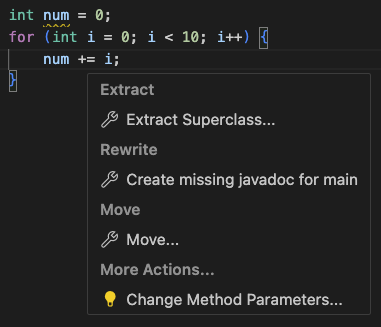 int num = 0;
for (int i = 0; i < 10; i++) {
    num += i;
}
Extract
Extract Superclass...
Rewrite
Create missing javadoc for main
Move
Move...
More Actions...
Change Method Parameters...